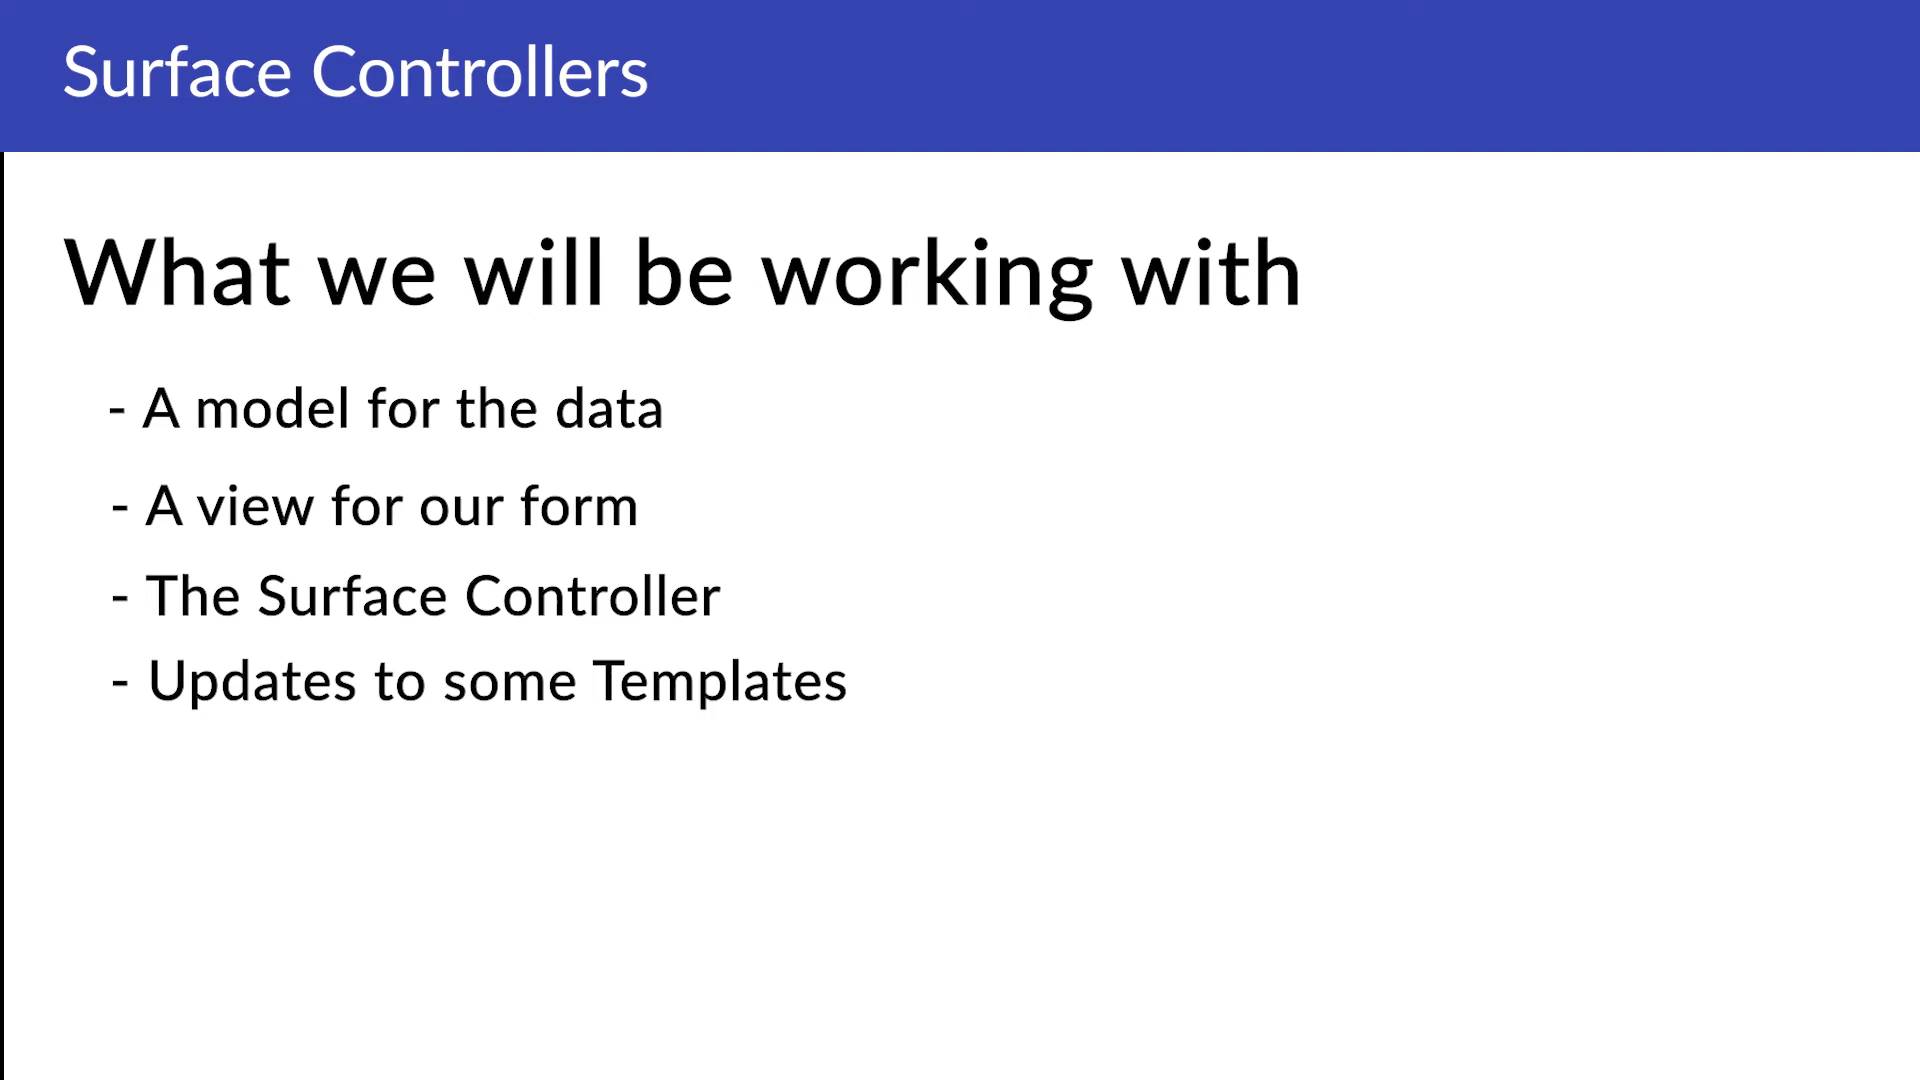 Surface Controllers
What we will be working with
- A model for the data
- A view for our form
- The Surface Controller
- Updates to some Templates